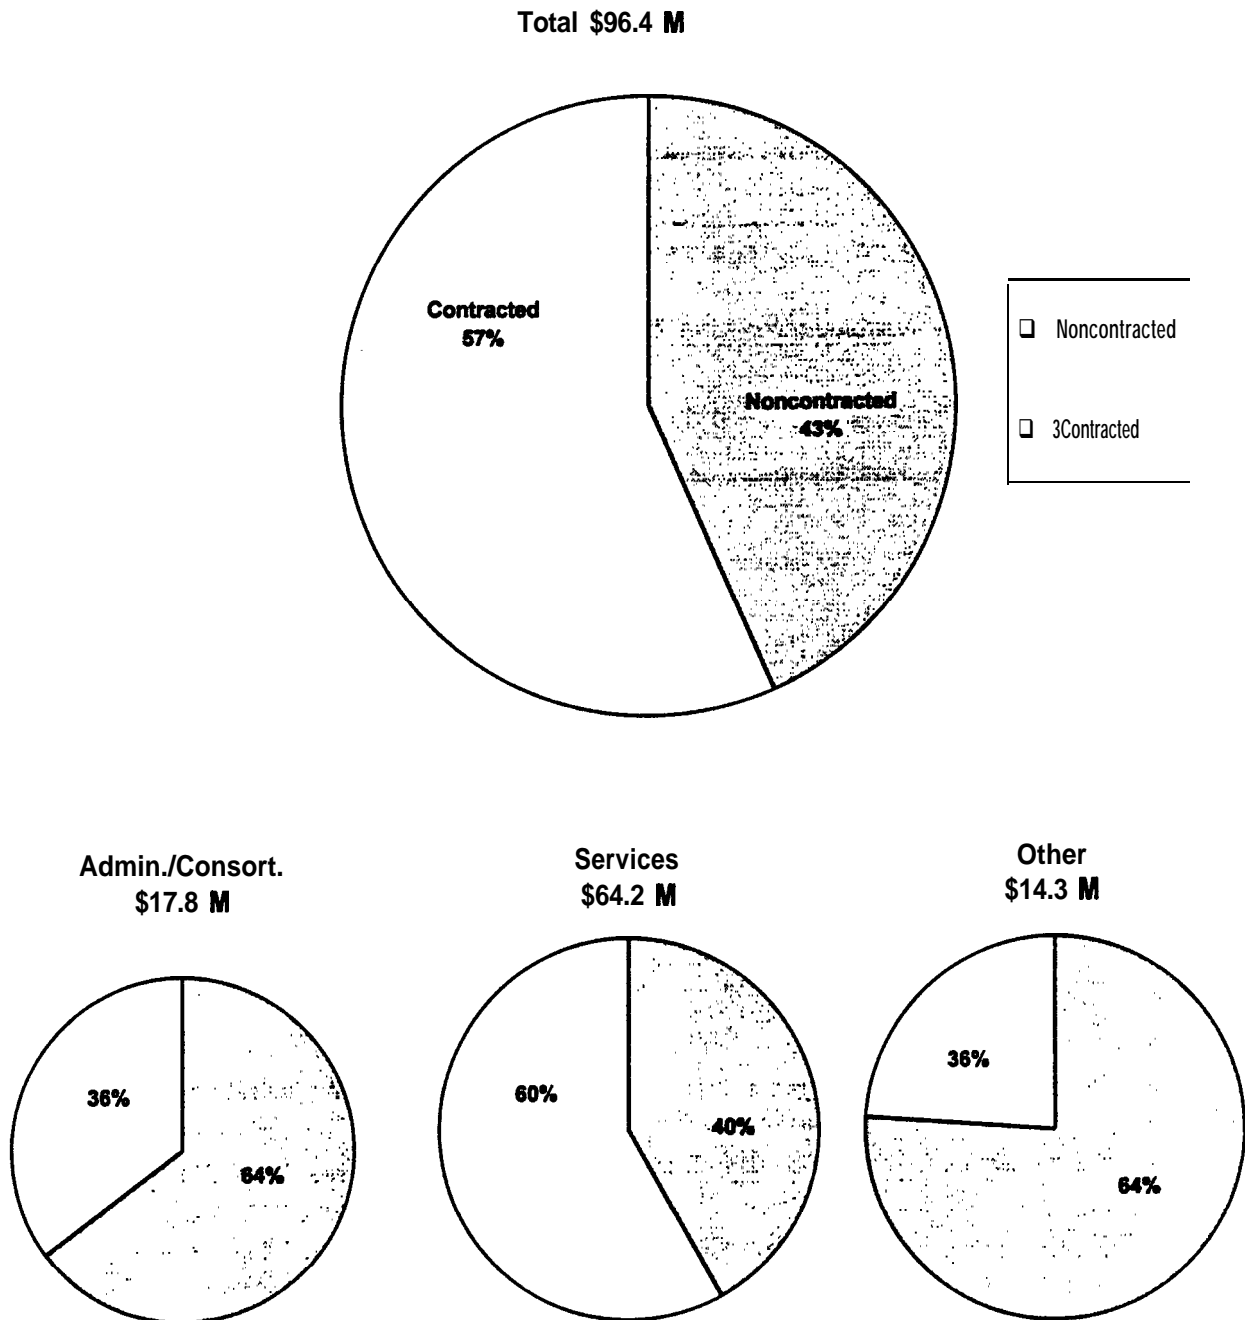 Total $96.4 M
Contracted
57%
Noncontracted
43%
❑ Noncontracted
❑ 3Contracted
Admin./Consort.
$17.8 M
Services
$64.2 M
Other
$14.3 M
36%
64%
60%
40%
36%
64%